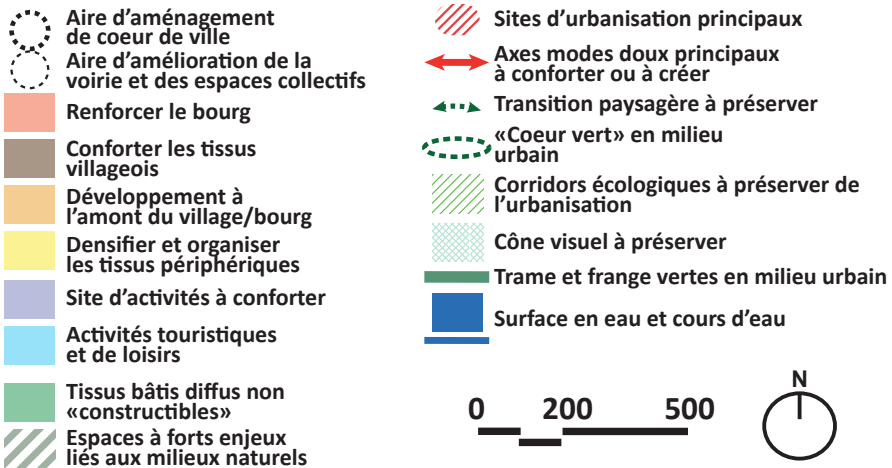 Aire d’aménagement
de coeur de ville
Aire d’amélioration de la
voirie et des espaces collectifs
Renforcer le bourg
Conforter les tissus
villageois
Développement à
l’amont du village/bourg
Densifier et organiser
les tissus périphériques
Site d’activités à conforter
Activités touristiques
et de loisirs
Tissus bâtis diffus non
«constructibles»
Espaces à forts enjeux
liés aux milieux naturels
Sites d’urbanisation principaux
Axes modes doux principaux
à conforter ou à créer
Transition paysagère à préserver
«Coeur vert» en milieu
urbain
Corridors écologiques à préserver de
l’urbanisation
Cône visuel à préserver
Trame et frange vertes en milieu urbain
Surface en eau et cours d’eau
0 200 500
N